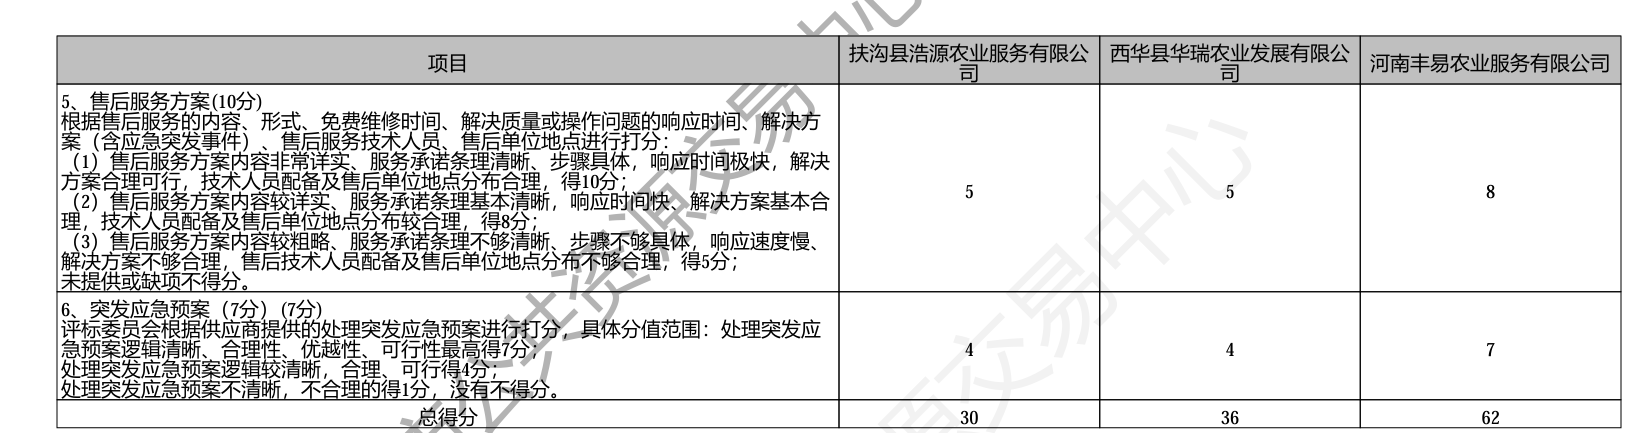 项目
扶沟县浩源农业服务有限公
司
西华县华瑞农业发展有限公
司
河南丰易农业服务有限公司
5、售后服务方案(10分)
根据售后服务的内容、形式、免费维修时间、解决质量或操作问题的响应时间、解决方
案（含应急突发事件）、售后服务技术人员、售后单位地点进行打分：
（1）售后服务方案内容非常详实、服务承诺条理清晰、步骤具体，响应时间极快，解决
方案合理可行，技术人员配备及售后单位地点分布合理，得10分；
（2）售后服务方案内容较详实、服务承诺条理基本清晰，响应时间快、解决方案基本合
理，技术人员配备及售后单位地点分布较合理，得8分；
（3）售后服务方案内容较粗略、服务承诺条理不够清晰、步骤不够具体，响应速度慢、
解决方案不够合理，售后技术人员配备及售后单位地点分布不够合理，得5分；
未提供或缺项不得分。
5
5
8
6、突发应急预案（7分）(7分)
评标委员会根据供应商提供的处理突发应急预案进行打分，具体分值范围：处理突发应
急预案逻辑清晰、合理性、优越性、可行性最高得7分；
处理突发应急预案逻辑较清晰，合理、可行得4分；
处理突发应急预案不清晰，不合理的得1分，没有不得分。
4
4
7
总得分
30
36
62
市公共资源交易中心
源交易中心